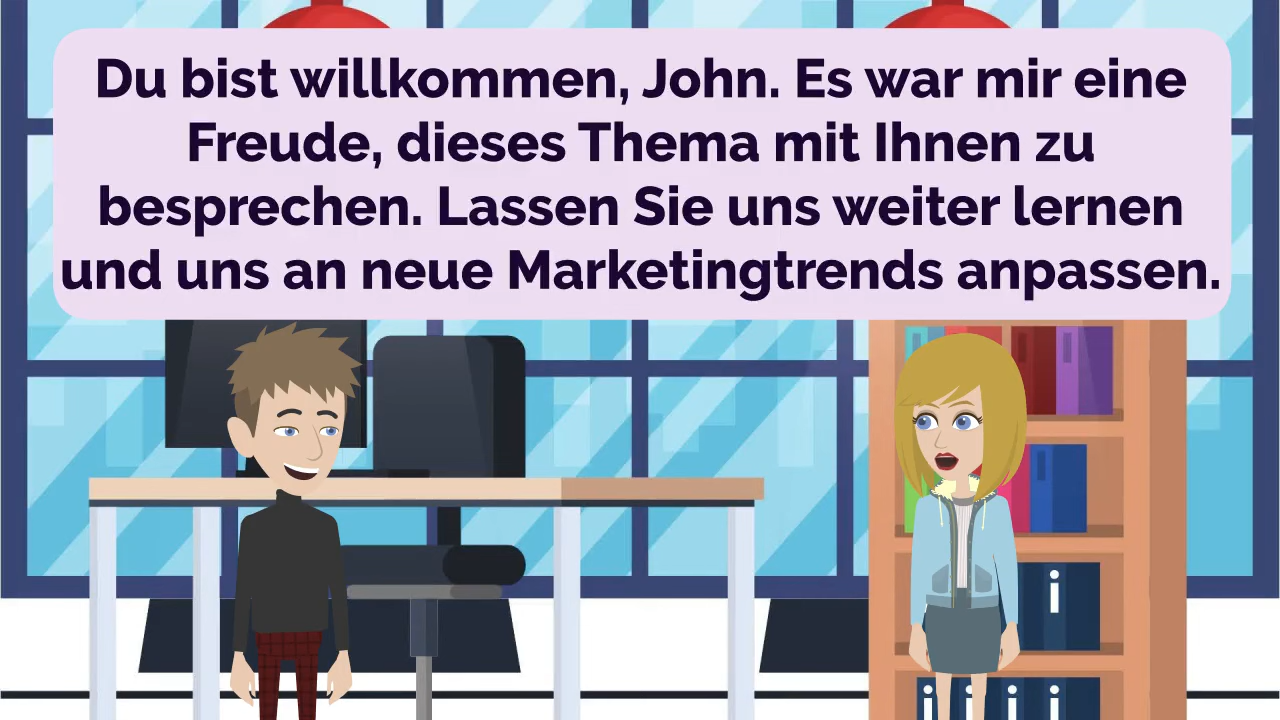 Du bist willkommen, John. Es war mir eine
Freude, dieses Thema mit Ihnen zu
besprechen. Lassen Sie uns weiter lernen
und uns an neue Marketingtrends anpassen.